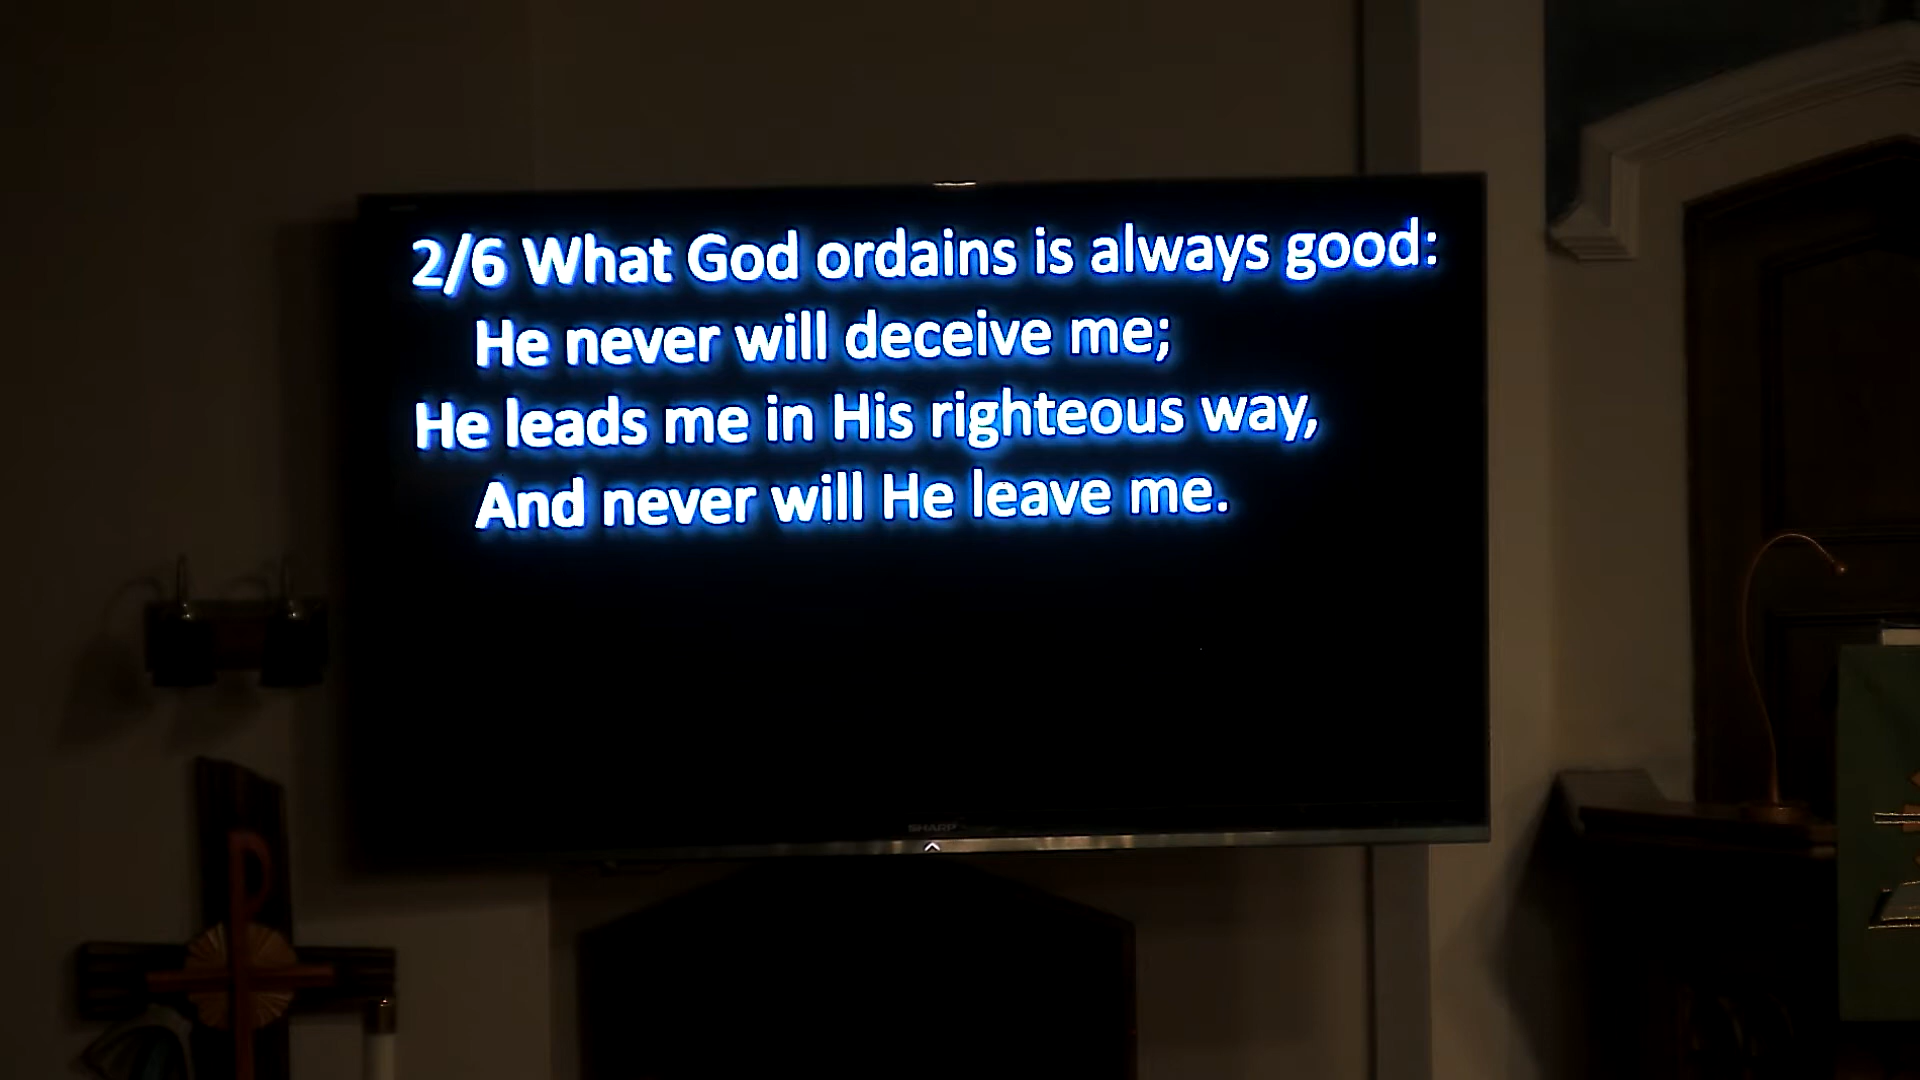 2/6 What God ordains is always good:
He never will deceive me;
He leads me in His righteous way,
And never will He leave me.
SHARP